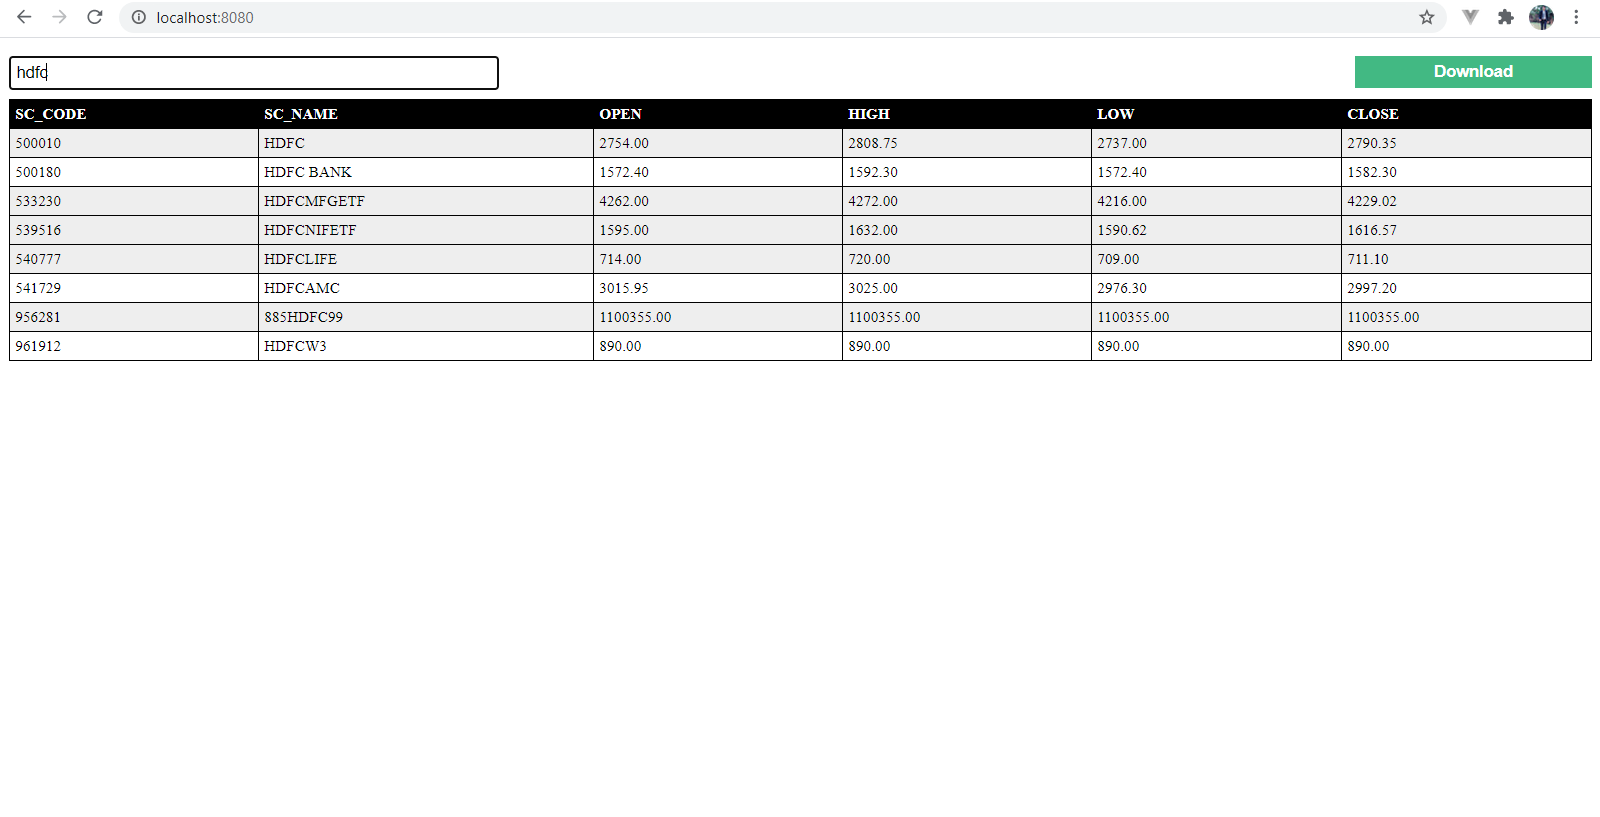 localhost:8080
hdfc Download
SC_CODE SC_NAME OPEN HIGH LOW CLOSE
500010 HDFC 2754.00 2808.75 2737.00 2790.35
500180 HDFC BANK 1572.40 1592.30 1572.40 1582.30
533230 HDFCMFGETF 4262.00 4272.00 4216.00 4229.02
539516 HDFCNIFETF 1595.00 1632.00 1590.62 1616.57
540777 HDFCLIFE 714.00 720.00 709.00 711.10
541729 HDFCAMC 3015.95 3025.00 2976.30 2997.20
956281 885HDFC99 1100355.00 1100355.00 1100355.00 1100355.00
961912 HDFCW3 890.00 890.00 890.00 890.00